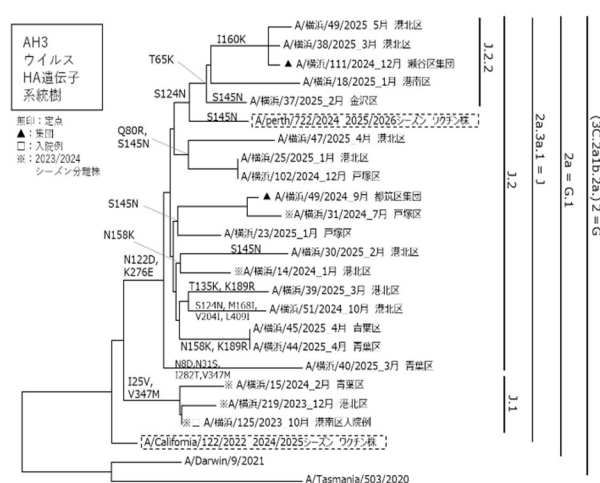 AH3
ウイルス
HA遺伝子
系統樹
無印：定点
▲：集団
□：入院例
※：2023/2024
シーズン分離株
I160K
T65K
S124N
S145N
S145N
Q80R,
S145N
S145N
N158K
S145N
N122D,
K276E
T135K, K189R
S124N, M168I,
V204I, L409I
N158K, K189R
N8D,N31S,
I282T,V347M
I25V,
V347M
A/横浜/49/2025_5月 港北区
A/横浜/38/2025_3月 港北区
▲ A/横浜/111/2024_12月 瀬谷区集団
A/横浜/18/2025_1月 港南区
A/横浜/37/2025_2月 金沢区
A/perth/722/2024 2025/2026シーズン ワクチン株
A/横浜/47/2025_4月 港北区
A/横浜/25/2025_1月 港北区
A/横浜/102/2024_12月 戸塚区
▲ A/横浜/49/2024_9月 都筑区集団
※A/横浜/31/2024_7月 戸塚区
A/横浜/23/2025_1月 戸塚区
A/横浜/30/2025_2月 港北区
※A/横浜/14/2024_1月 港北区
A/横浜/39/2025_3月 港北区
A/横浜/51/2024_10月 港北区
A/横浜/45/2025_4月 青葉区
A/横浜/44/2025_4月 青葉区
A/横浜/40/2025_3月 青葉区
※ A/横浜/15/2024_2月 青葉区
※A/横浜/219/2023_12月 港北区
※□ A/横浜/125/2023_10月 港南区入院例
A/California/122/2022 2024/2025シーズン ワクチン株
A/Darwin/9/2021
A/Tasmania/503/2020
J.2.2
J.2
J.1
2a.3a.1 = J
2a = G.1
(3C.2a1b.2a.) 2 = G